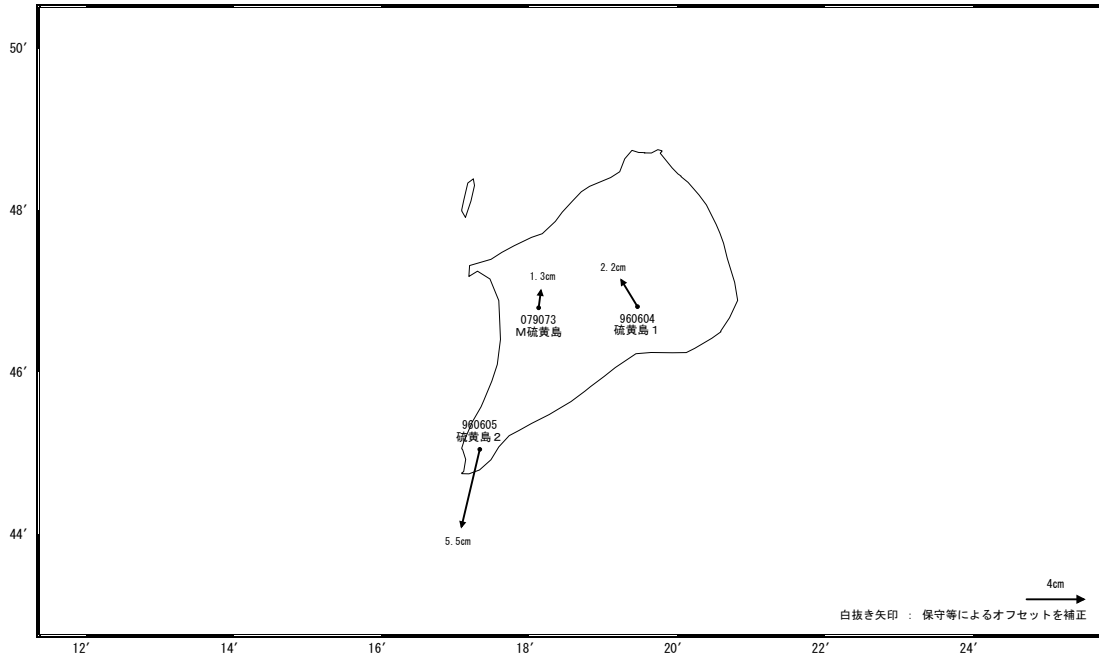 50′
48′
1.3cm
2.2cm
079073
M硫黄島
960604
硫黄島１
46′
960605
硫黄島２
44′
5.5cm
4cm
白抜き矢印 ： 保守等によるオフセットを補正
12′ 14′ 16′ 18′ 20′ 22′ 24′